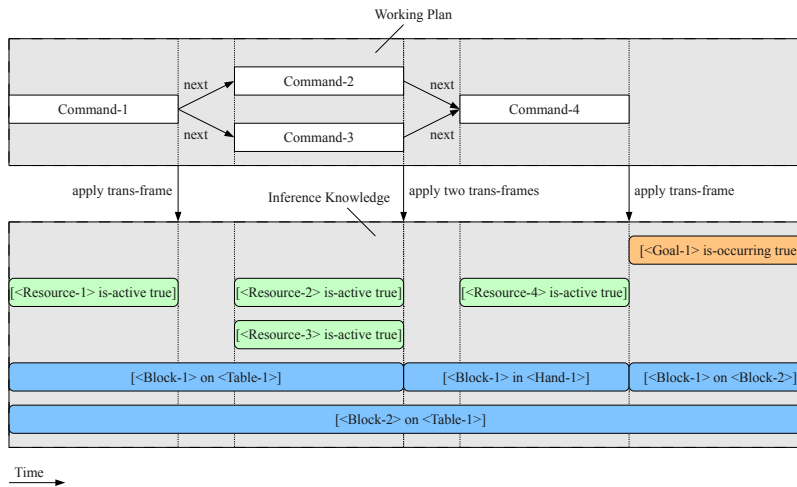 Working Plan
next
Command-2
next
Command-1
Command-4
next
Command-3
next
apply trans-frame
apply two trans-frames
apply trans-frame
Inference Knowledge
[<Goal-1> is-occurring true]
[<Resource-1> is-active true]
[<Resource-2> is-active true]
[<Resource-4> is-active true]
[<Resource-3> is-active true]
[<Block-1> on <Table-1>]
[<Block-1> in <Hand-1>]
[<Block-1> on <Block-2>]
[<Block-2> on <Table-1>]
Time